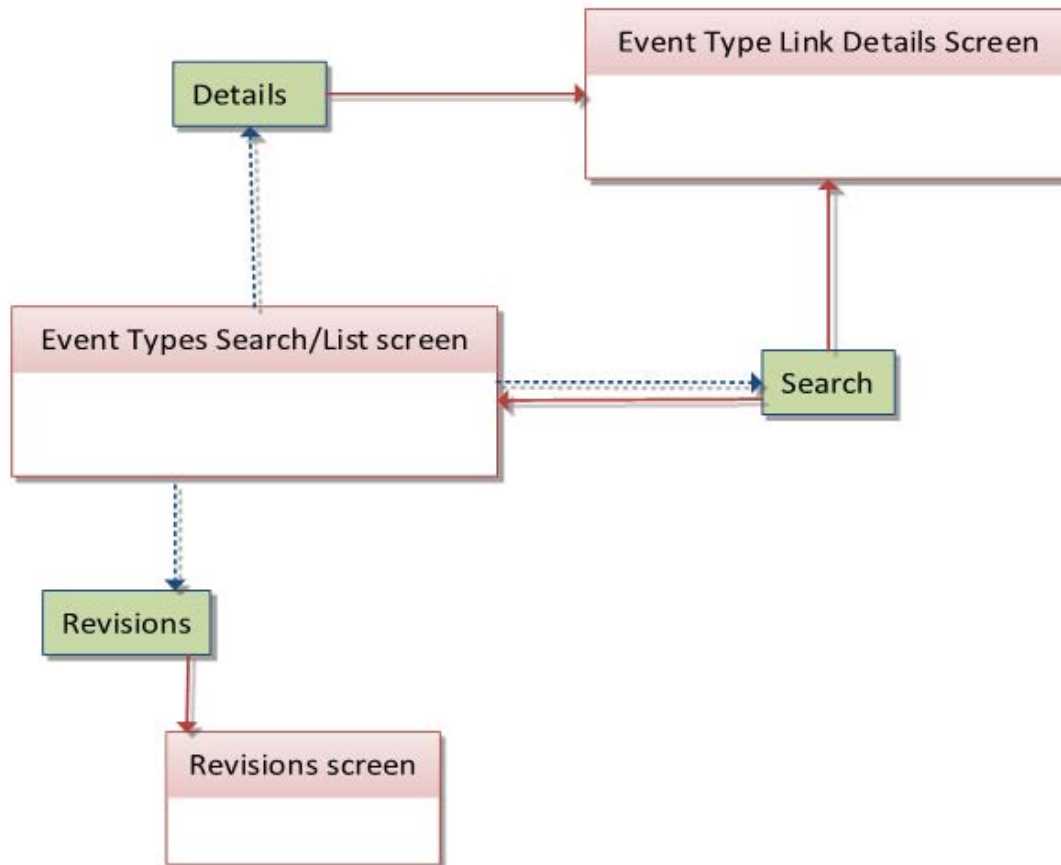 Event Type Link Details Screen
Details
Event Types Search/List screen
Search
Revisions
Revisions screen